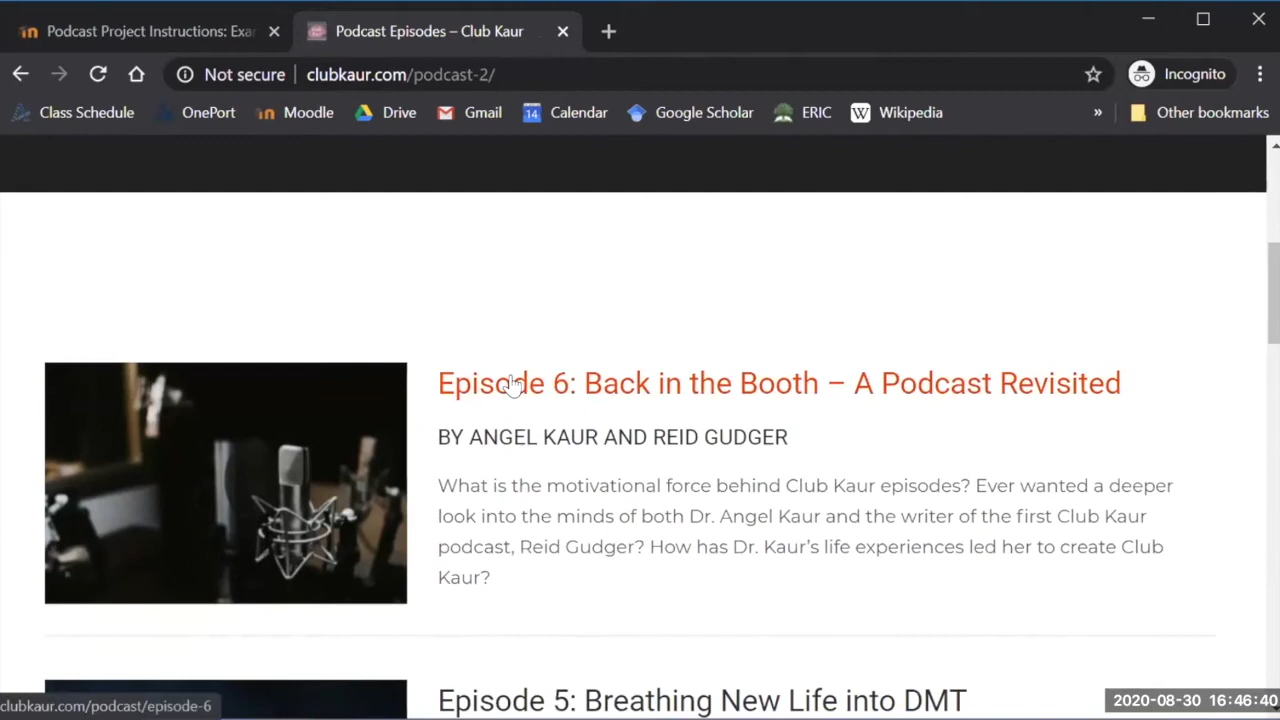 Podcast Project Instructions: Exa
Podcast Episodes – Club Kaur
Not secure
clubkaur.com/podcast-2/
Incognito
Class Schedule
OnePort
Moodle
Drive
Gmail
14
Calendar
Google Scholar
ERIC
W
Wikipedia
»
Other bookmarks
Episode 6: Back in the Booth – A Podcast Revisited
BY ANGEL KAUR AND REID GUDGER
What is the motivational force behind Club Kaur episodes? Ever wanted a deeper
look into the minds of both Dr. Angel Kaur and the writer of the first Club Kaur
podcast, Reid Gudger? How has Dr. Kaur’s life experiences led her to create Club
Kaur?
Episode 5: Breathing New Life into DMT
clubkaur.com/podcast/episode-6
2020-08-30 16:46:40